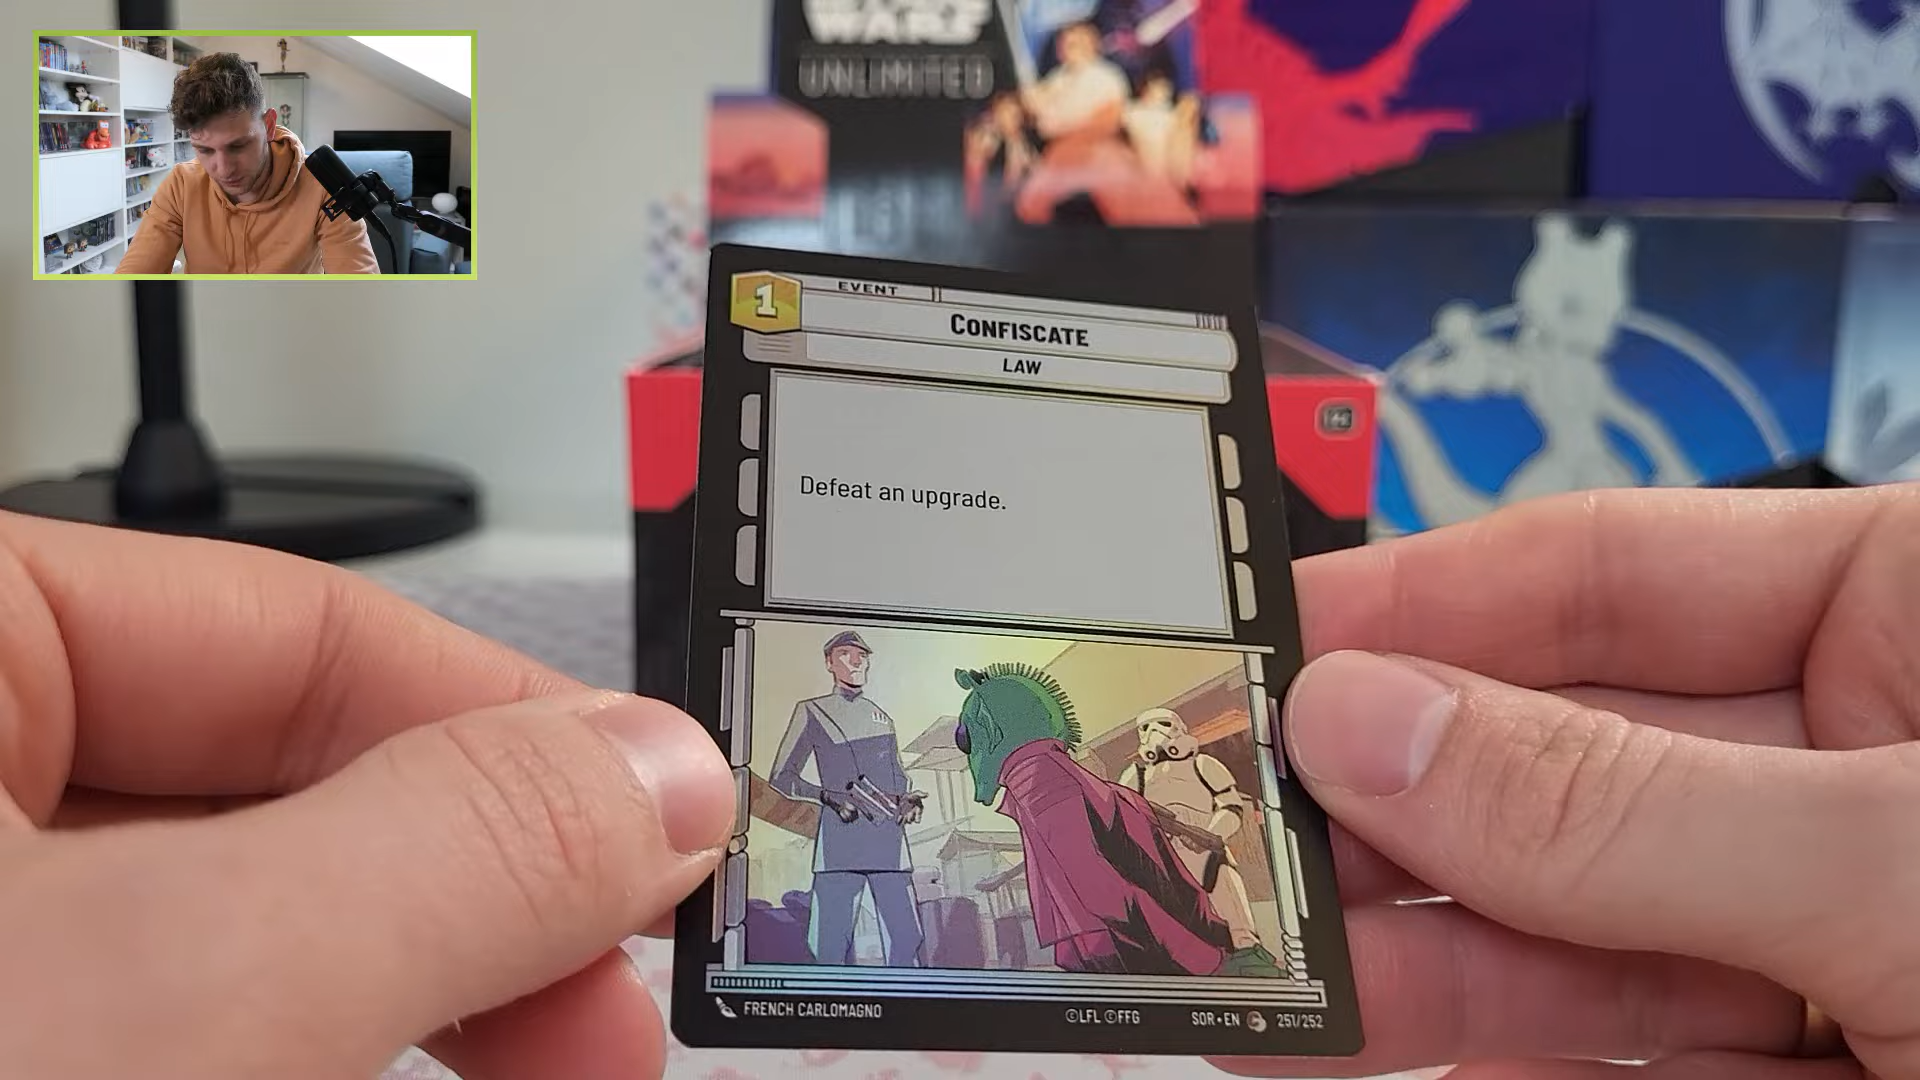 WARS
UNLIMITED
1
EVENT
CONFISCATE
LAW
Defeat an upgrade.
FRENCH CARLOMAGNO
©LFL ©FFG
SOR • EN
C
251/252